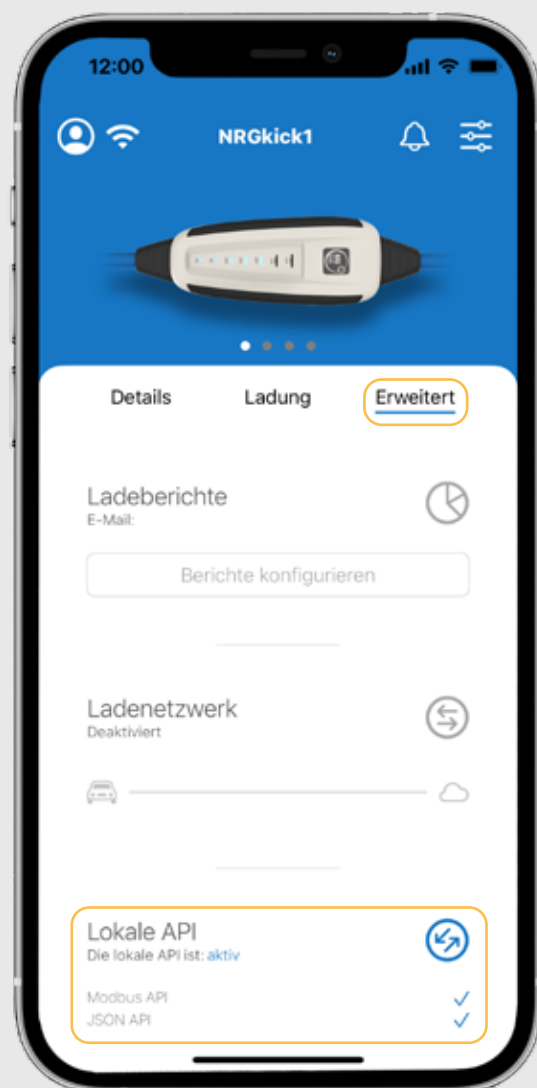 12:00
NRGkick1
Details
Ladung
Erweitert
Ladeberichte
E-Mail:
Berichte konfigurieren
Ladenetzwerk
Deaktiviert
Lokale API
Die lokale API ist: aktiv
Modbus API
JSON API